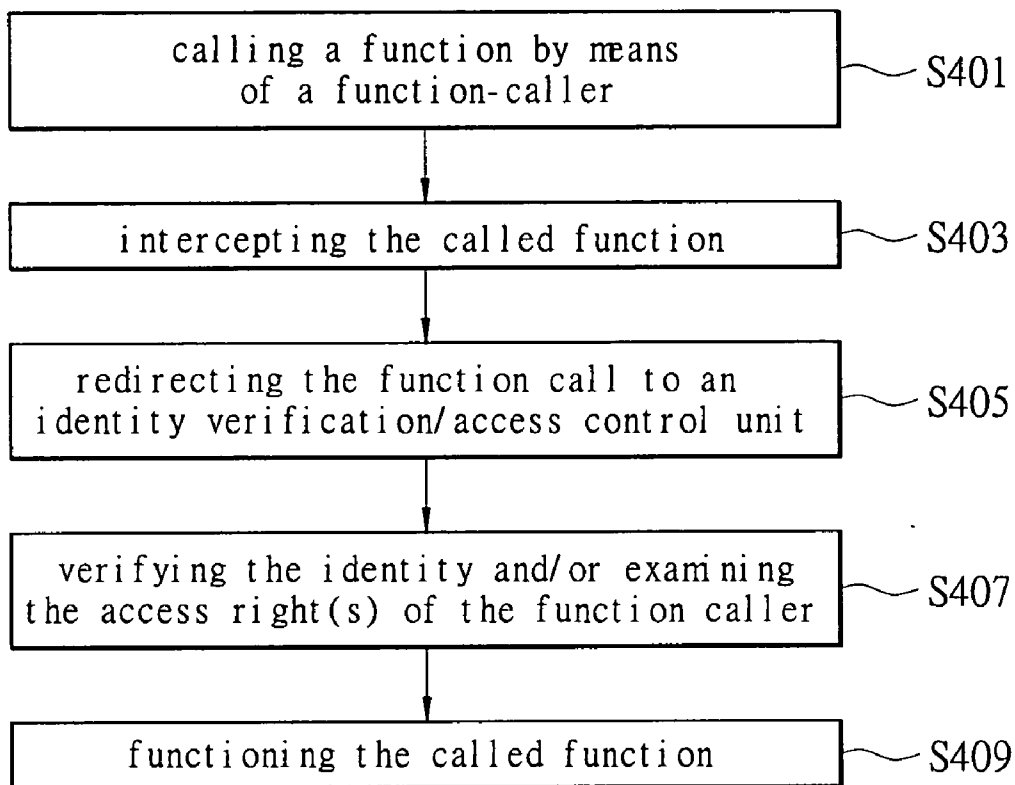 calling a function by means
of a function-caller
S401
intercepting the called function
S403
redirecting the function call to an
identity verification/access control unit
S405
verifying the identity and/or examining
the access right(s) of the function caller
S407
functioning the called function
S409